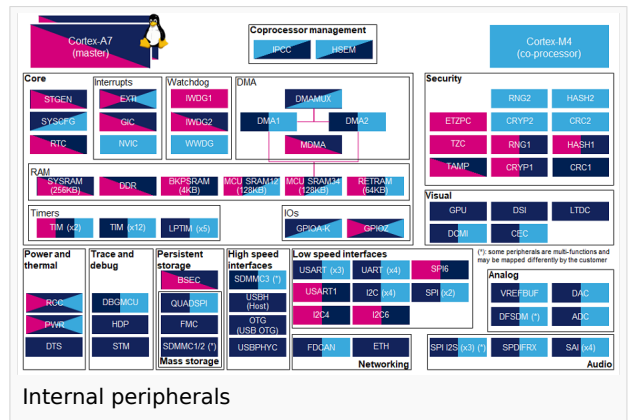 Cortex-A7
(master)
Coprocessor management
IPCC
HSEM
Cortex-M4
(co-processor)
Core
STGEN
SYSCFG
RTC
Interrupts
EXTI
GIC
NVIC
Watchdog
IWDG1
IWDG2
WWDG
DMA
DMAMUX
DMA1
DMA2
MDMA
Security
RNG2
HASH2
ETZPC
CRYP2
CRC2
TZC
RNG1
HASH1
TAMP
CRYP1
CRC1
RAM
SYSRAM
(256KB)
DDR
BKPSRAM
(4KB)
MCU SRAM12
(128KB)
MCU SRAM34
(128KB)
RETRAM
(64KB)
Timers
TIM (x2)
TIM (x12)
LPTIM (x5)
IOs
GPIOA-K
GPIOZ
Visual
GPU
DSI
LTDC
DCMI
CEC
(*): some peripherals are multi-functions and
may be mapped differently by the customer
Power and
thermal
RCC
PWR
DTS
Trace and
debug
DBGMCU
HDP
STM
Persistent
storage
BSEC
QUADSPI
FMC
SDMMC1/2 (*)
Mass storage
High speed
interfaces
SDMMC3 (*)
USBH
(Host)
OTG
(USB OTG)
USBPHYC
Low speed interfaces
USART (x3)
UART (x4)
SPI6
USART1
I2C (x4)
SPI (x2)
I2C4
I2C6
FDCAN
ETH
Networking
Analog
VREFBUF
DAC
DFSDM (*)
ADC
SPI I2S (x3) (*)
SPDIFRX
SAI (x4)
Audio
Internal peripherals